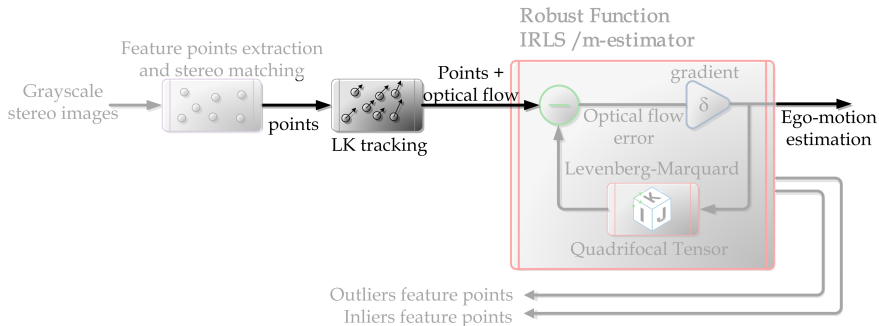 Robust Function
IRLS /m-estimator
Feature points extraction
and stereo matching
Grayscale
stereo images
points
LK tracking
Points +
optical flow
gradient
δ
Optical flow
error
Ego-motion
estimation
Levenberg-Marquard
I
K
J
Quadrifocal Tensor
Outliers feature points
Inliers feature points